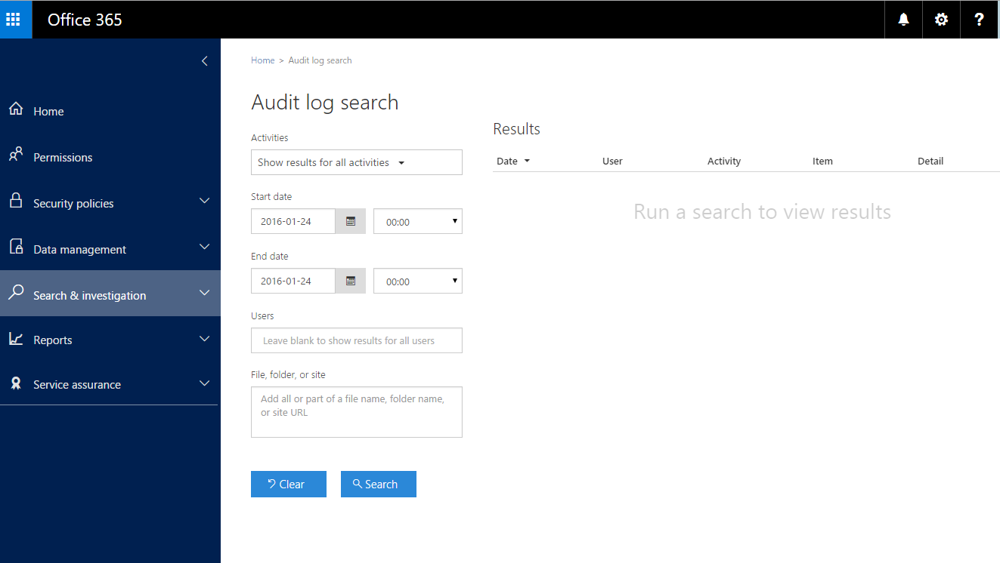 Office 365
?
Home
Permissions
Security policies
Data management
Search & investigation
Reports
Service assurance
Home > Audit log search
Audit log search
Activities
Show results for all activities
Start date
2016-01-24
00:00
End date
2016-01-24
00:00
Users
Leave blank to show results for all users
File, folder, or site
Add all or part of a file name, folder name,
or site URL
Clear
Search
Results
Date User Activity Item Detail
Run a search to view results